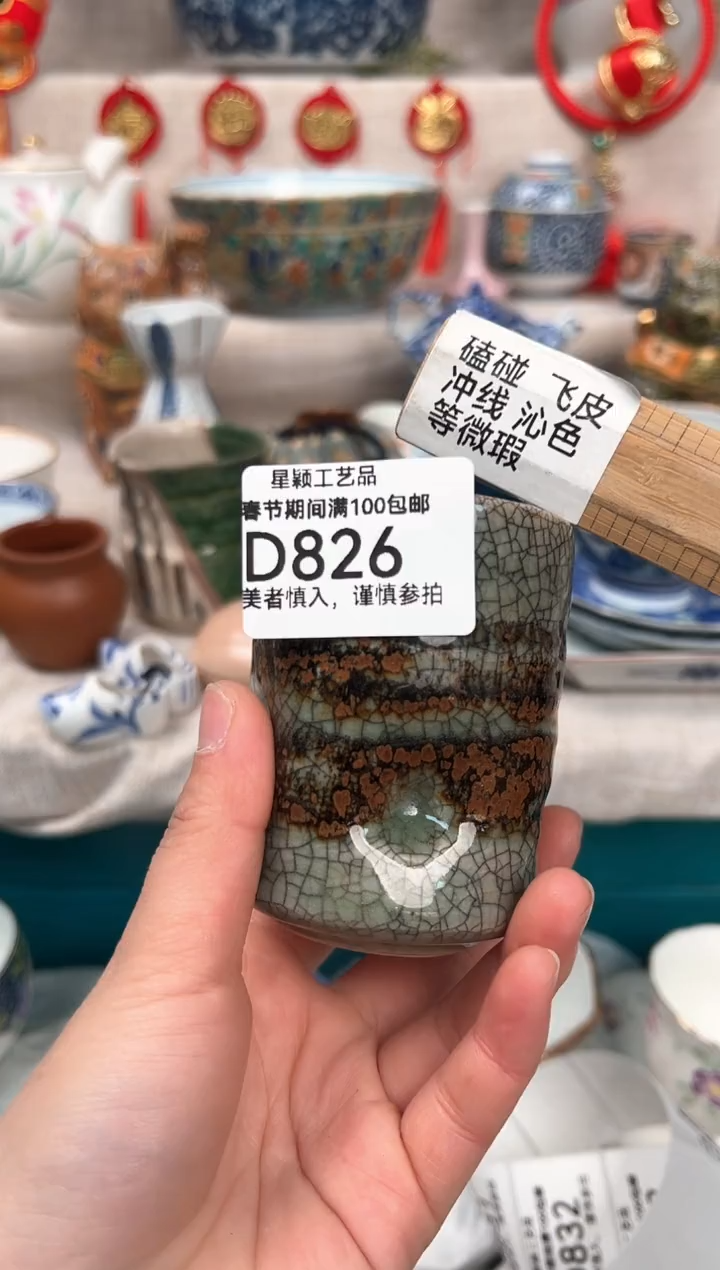 磕碰 飞皮
冲线 沁色
等微瑕
星颖工艺品
春节期间满100包邮
D826
美者慎入，谨慎参拍
D832